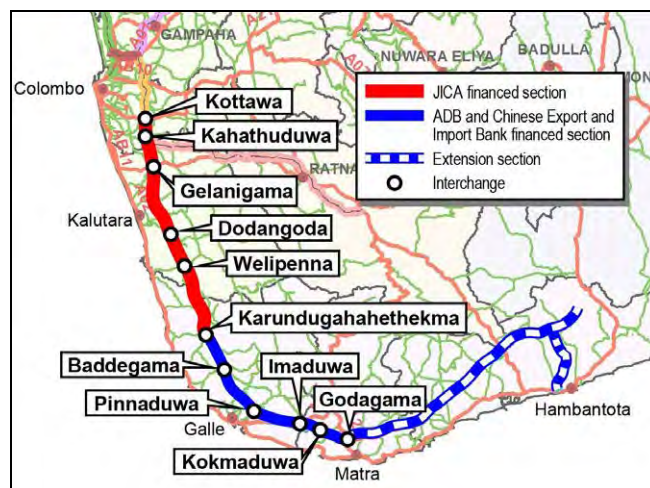 GAMPAHA
NUWARA ELIYA
BADULLA
Colombo
Kottawa
JICA financed section
ADB and Chinese Export and
Import Bank financed section
Extension section
Interchange
Kahathuduwa
RATNA
Gelanigama
Kalutara
Dodangoda
Welipenna
Karundugahahethekma
Baddegama
Imaduwa
Pinnaduwa
Godagama
Hambantota
Galle
Kokmaduwa
Matra